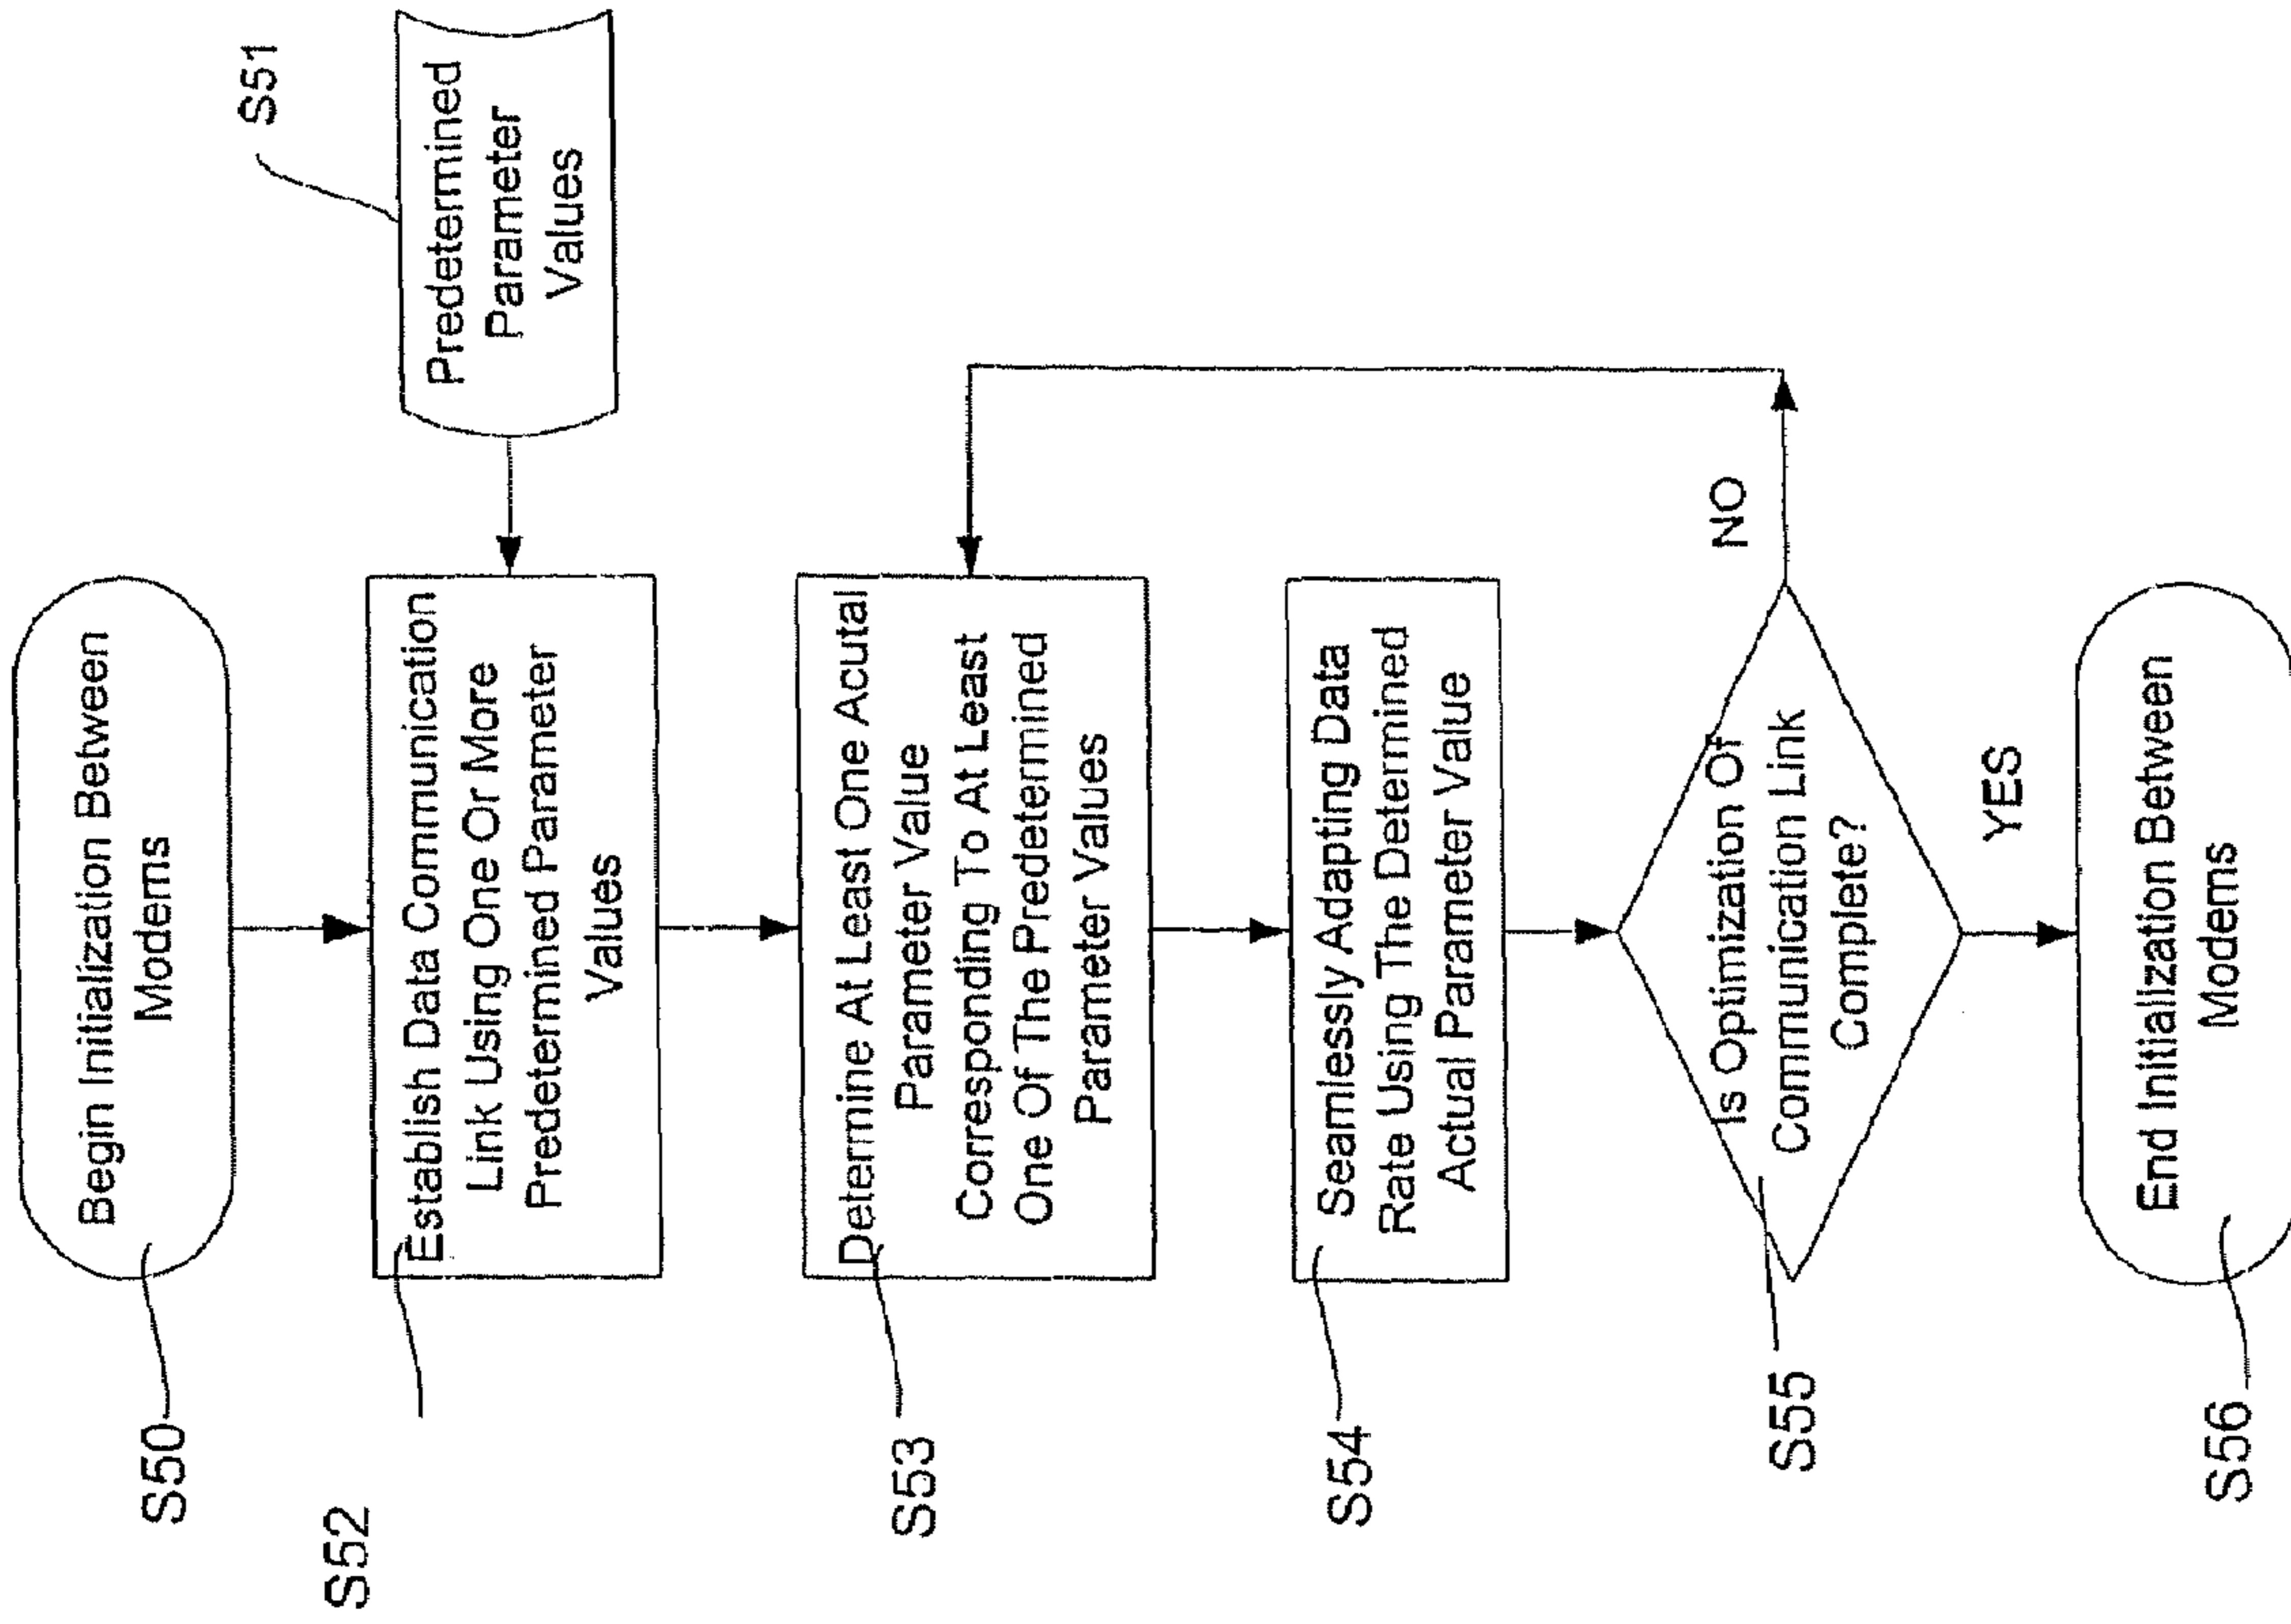 S50
Begin Initialization Between
Modems
S51
Predetermined
Parameter
Values
S52
Establish Data Communication
Link Using One Or More
Predetermined Parameter
Values
S53
Determine At Least One Acutal
Parameter Value
Corresponding To At Least
One Of The Predetermined
Parameter Values
S54
Seamlessly Adapting Data
Rate Using The Determined
Actual Parameter Value
S55
Is Optimization Of
Communication Link
Complete?
NO
YES
S56
End Initialization Between
Modems